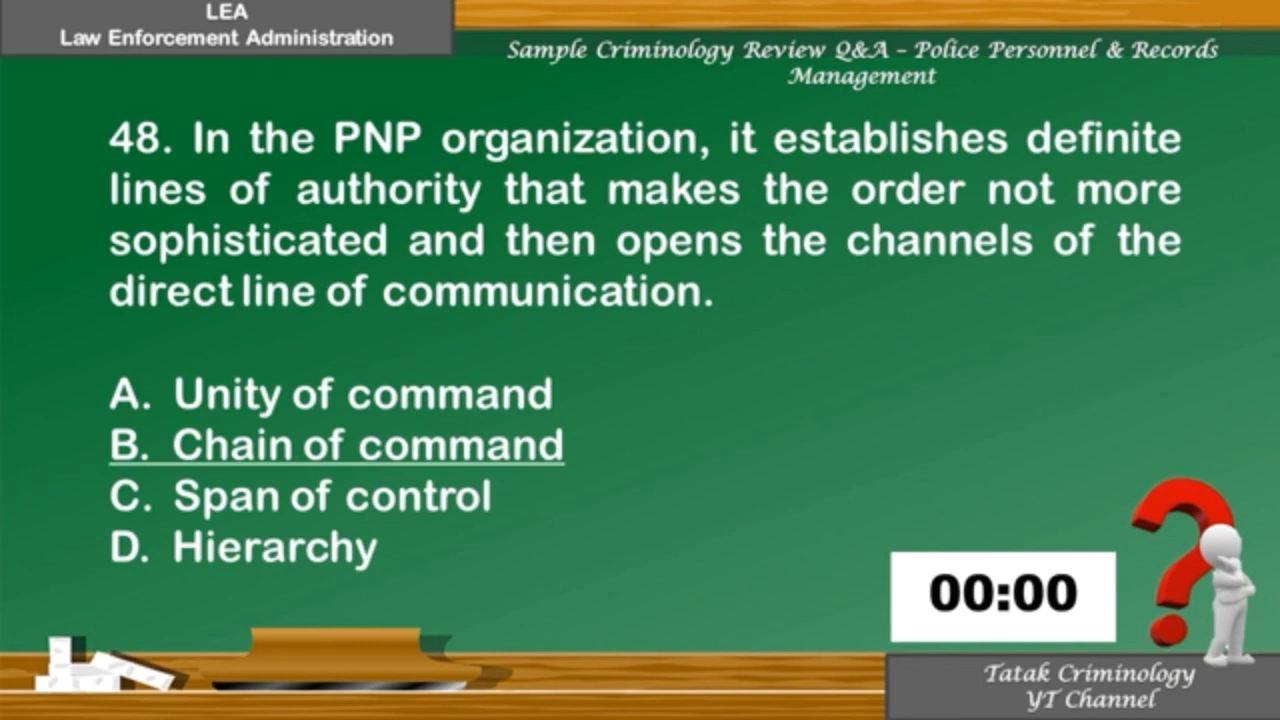 LEA
Law Enforcement Administration
Sample Criminology Review Q&A – Police Personnel & Records
Management
48. In the PNP organization, it establishes definite
lines of authority that makes the order not more
sophisticated and then opens the channels of the
direct line of communication.
A. Unity of command
B. Chain of command
C. Span of control
D. Hierarchy
00:00
Tatak Criminology
YT Channel